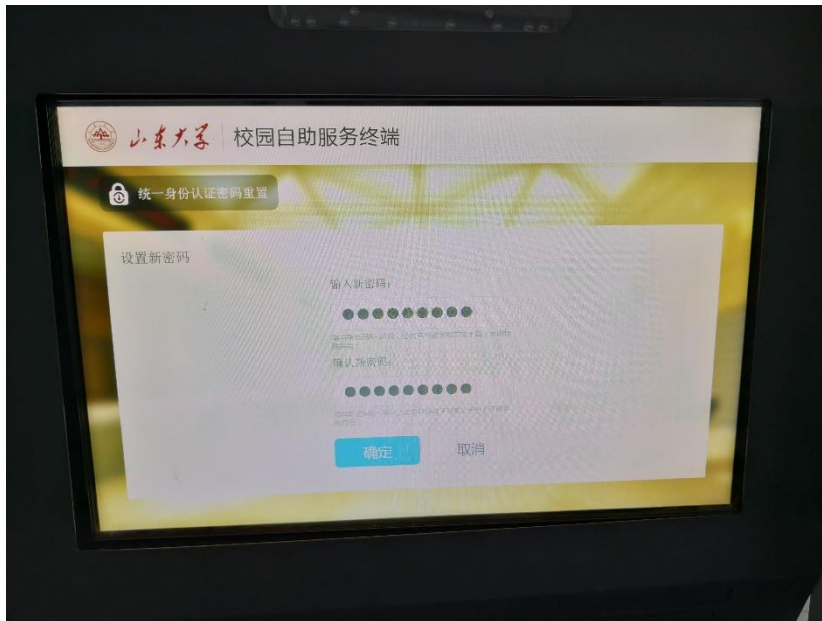 山东大学 校园自助服务终端
统一身份认证密码重置
设置新密码
输入新密码：
确认新密码：
确定 取消